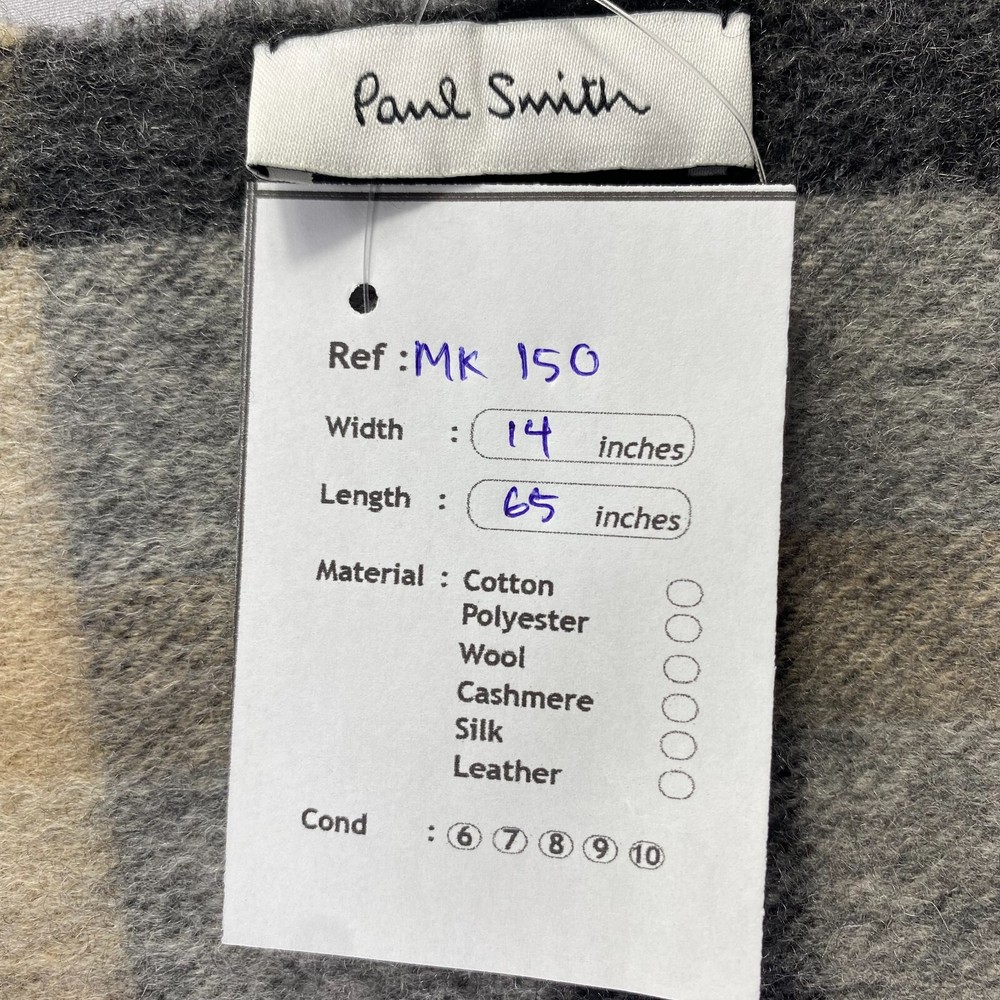 Paul Smith
Ref : MK 150
Width : 14 inches
Length : 65 inches
Material : Cotton
Polyester
Wool
Cashmere
Silk
Leather
Cond : 6 7 8 9 10